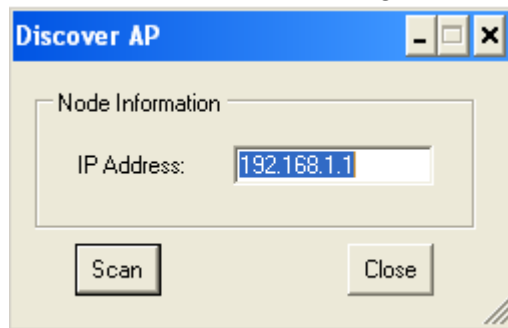 Discover AP
Node Information
IP Address: 192.168.1.1
Scan Close